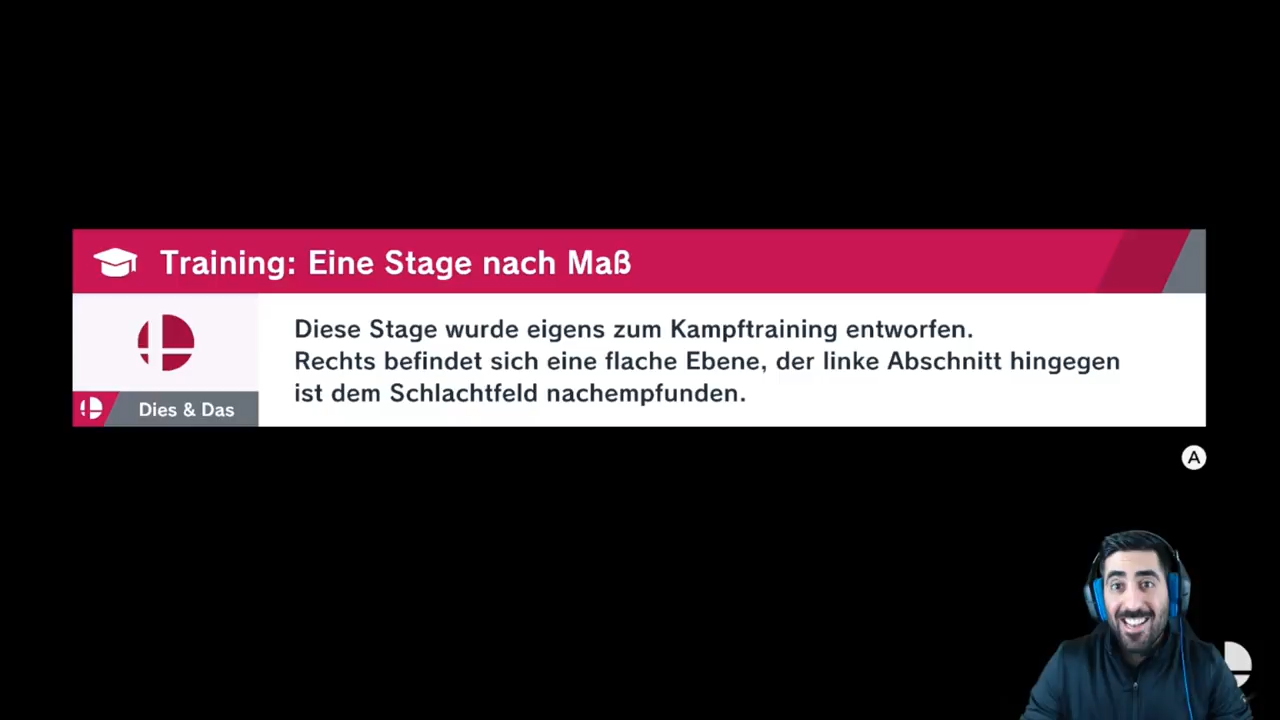 Training: Eine Stage nach Maß
Diese Stage wurde eigens zum Kampftraining entworfen.
Rechts befindet sich eine flache Ebene, der linke Abschnitt hingegen
ist dem Schlachtfeld nachempfunden.
Dies & Das
A